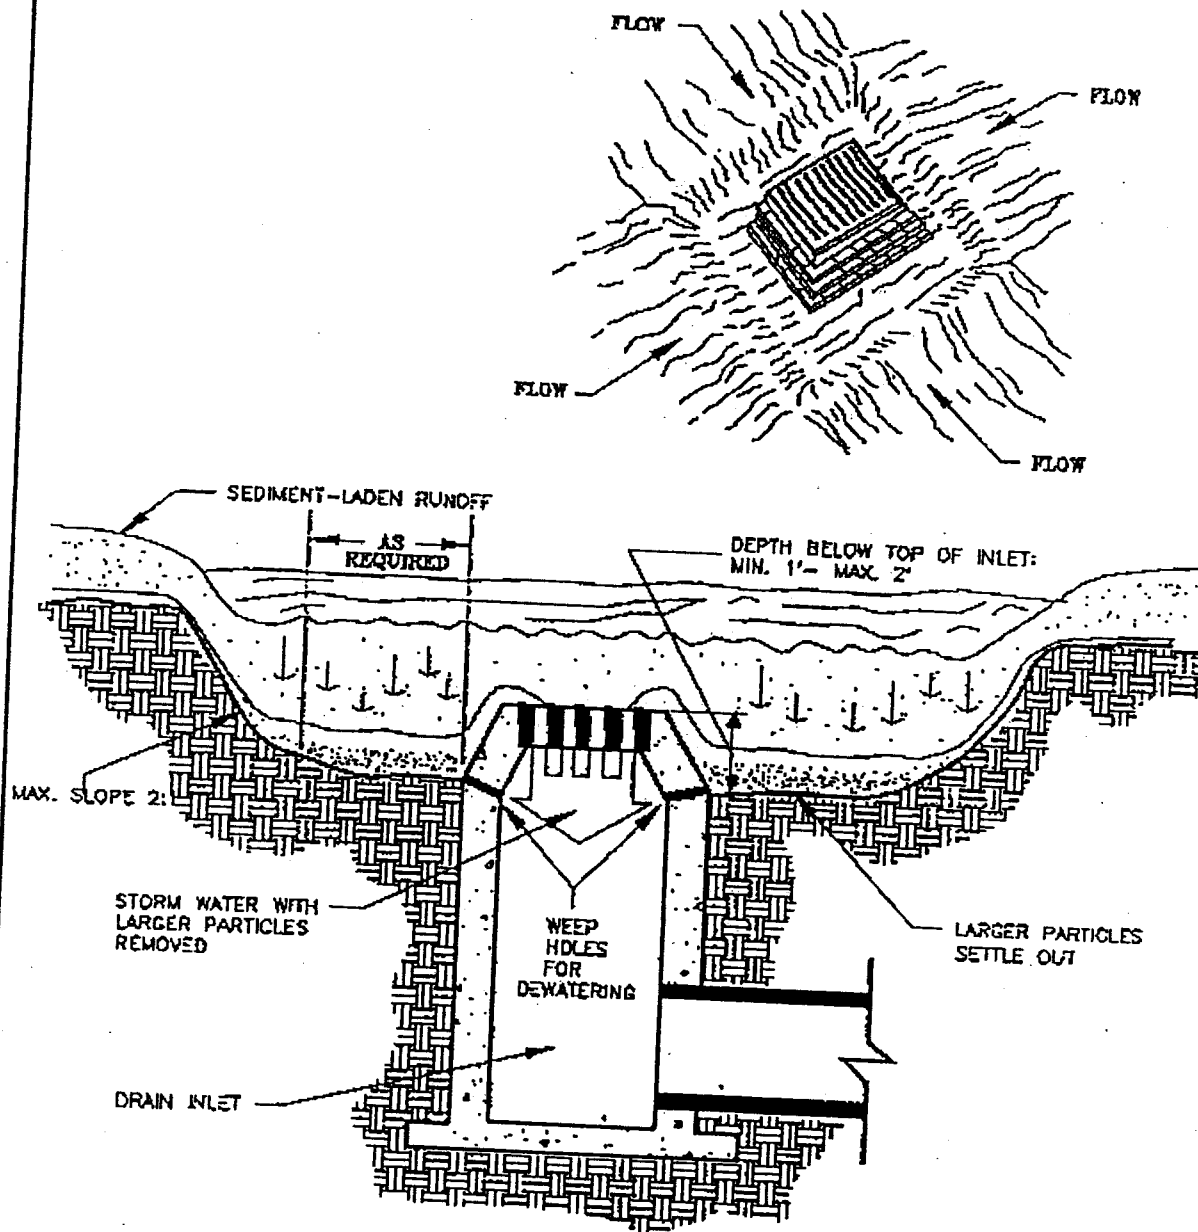 FLOW
FLOW
FLOW
FLOW
SEDIMENT-LADEN RUNOFF
AS
REQUIRED
DEPTH BELOW TOP OF INLET:
MIN. 1'- MAX. 2'
MAX. SLOPE 2:
STORM WATER WITH
LARGER PARTICLES
REMOVED
WEEP
HOLES
FOR
DEWATERING
LARGER PARTICLES
SETTLE OUT
DRAIN INLET